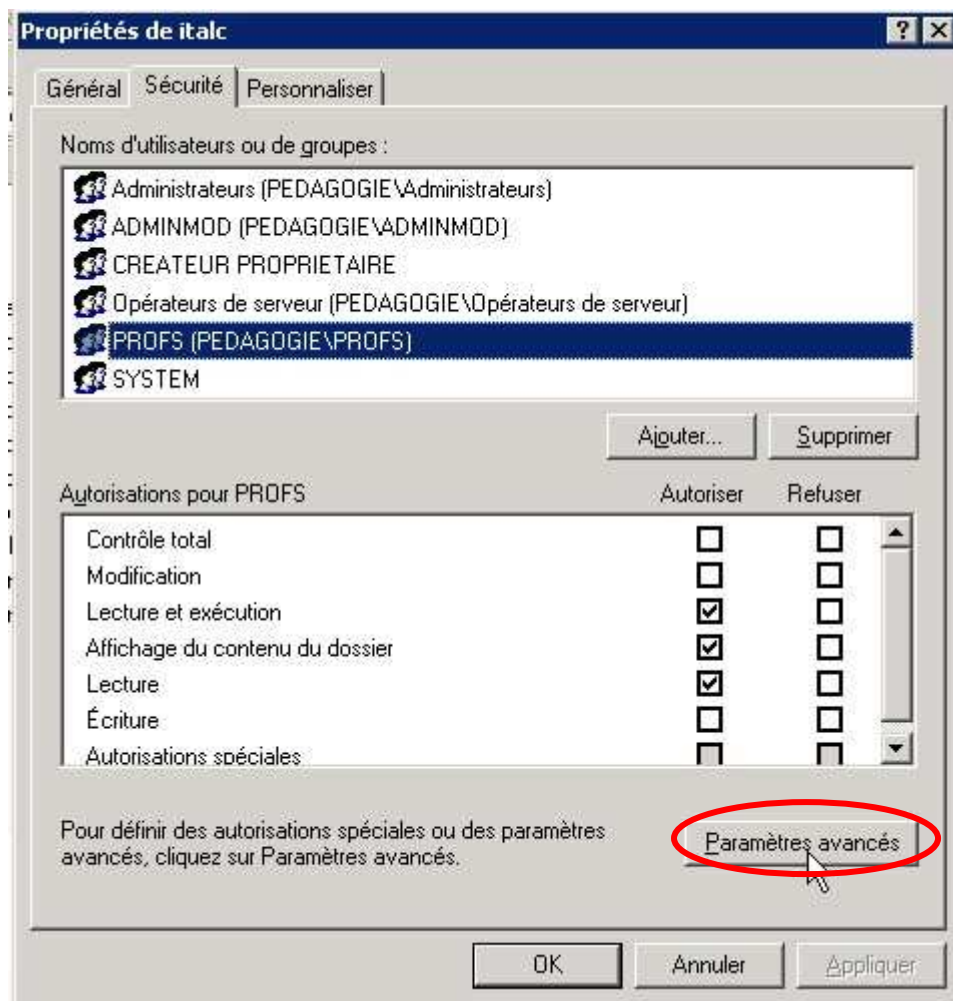 Propriétés de italc
Général Sécurité Personnaliser
Noms d'utilisateurs ou de groupes :
Administrateurs (PEDAGOGIE\Administrateurs)
ADMINMOD (PEDAGOGIE\ADMINMOD)
CREATEUR PROPRIETAIRE
Opérateurs de serveur (PEDAGOGIE\Opérateurs de serveur)
PROFS (PEDAGOGIE\PROFS)
SYSTEM
Ajouter... Supprimer
Autorisations pour PROFS Autoriser Refuser
Contrôle total
Modification
Lecture et exécution
Affichage du contenu du dossier
Lecture
Écriture
Autorisations spéciales
Pour définir des autorisations spéciales ou des paramètres
avancés, cliquez sur Paramètres avancés.
Paramètres avancés
OK Annuler Appliquer